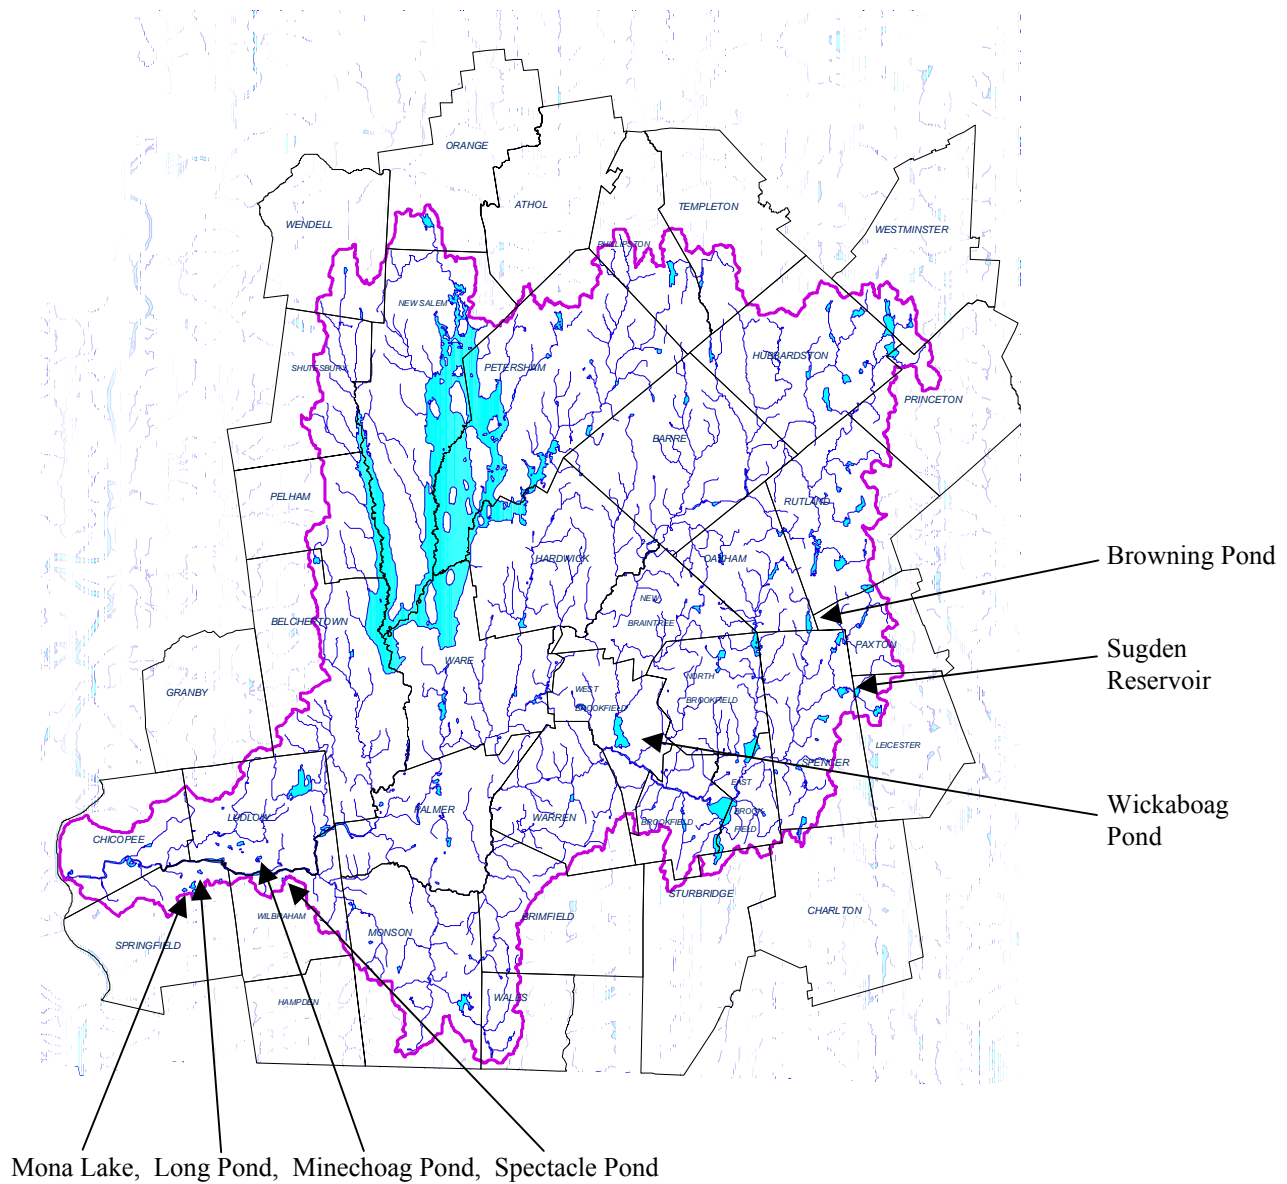 ORANGE
ATHOL
WENDELL
TEMPLETON
WESTMINSTER
PHILLIPSTON
NEW SALEM
SHUTESBURY
PETERSHAM
HUBBARDSTON
PRINCETON
BARRE
PELHAM
RUTLAND
HARDWICK
OAKHAM
Browning Pond
NEW
BRAINTREE
BELCHERTOWN
PAXTON
WARE
Sugden
Reservoir
GRANBY
WEST
BROOKFIELD
NORTH
BROOKFIELD
LEICESTER
SPENCER
EAST
BROOK-
FIELD
Wickaboag
Pond
CHICOPEE
LUDLOW
PALMER
WARREN
BROOKFIELD
STURBRIDGE
SPRINGFIELD
WILBRAHAM
MONSON
BRIMFIELD
CHARLTON
HAMPDEN
WALES
Mona Lake, Long Pond, Minechoag Pond, Spectacle Pond